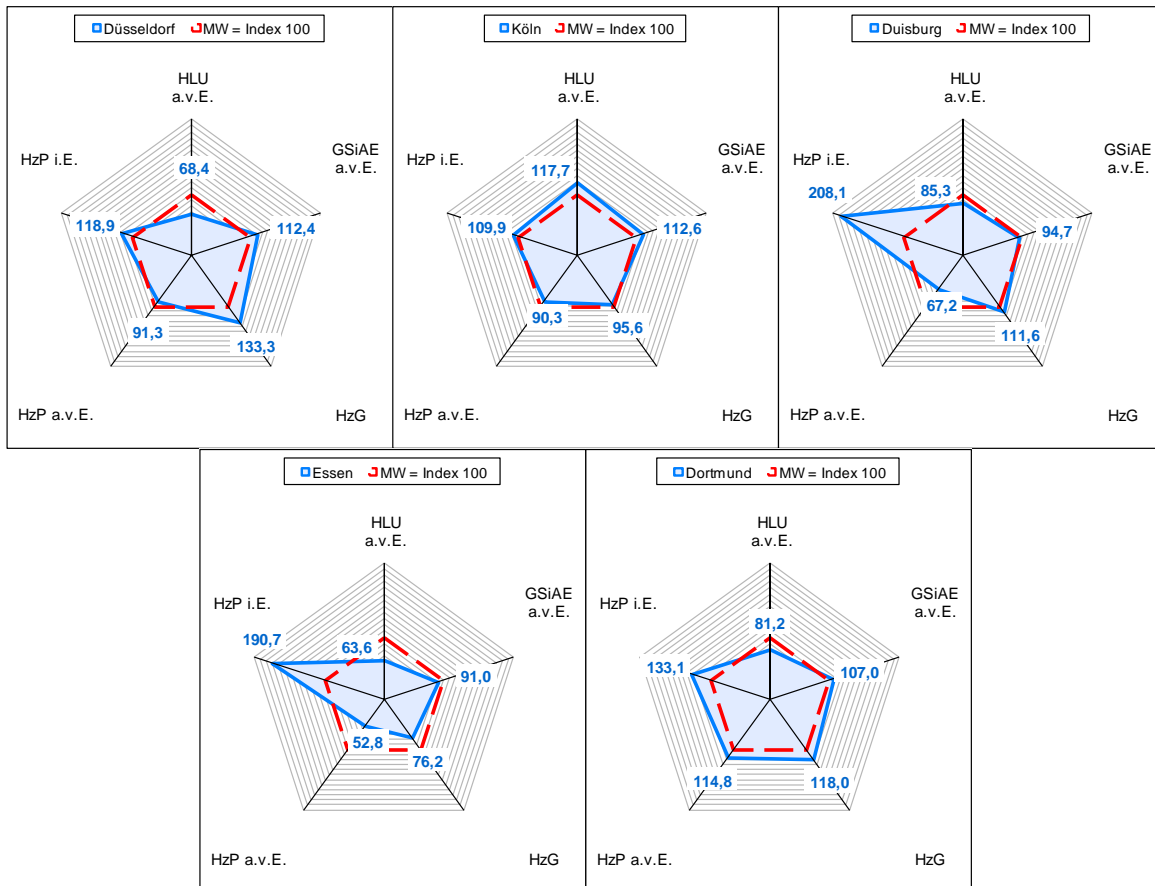 Düsseldorf MW = Index 100
HLU
a.v.E.
GSiAE
a.v.E.
HzP i.E.
68,4
118,9
112,4
91,3
133,3
HzP a.v.E.
HzG
Köln MW = Index 100
HLU
a.v.E.
GSiAE
a.v.E.
HzP i.E.
117,7
109,9
112,6
90,3
95,6
HzP a.v.E.
HzG
Duisburg MW = Index 100
HLU
a.v.E.
GSiAE
a.v.E.
HzP i.E.
208,1
85,3
94,7
67,2
111,6
HzP a.v.E.
HzG
Essen MW = Index 100
HLU
a.v.E.
GSiAE
a.v.E.
HzP i.E.
190,7
63,6
91,0
52,8
76,2
HzP a.v.E.
HzG
Dortmund MW = Index 100
HLU
a.v.E.
GSiAE
a.v.E.
HzP i.E.
81,2
133,1
107,0
114,8
118,0
HzP a.v.E.
HzG